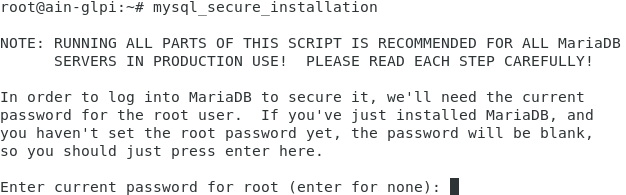 root@ain-glpi:~# mysql_secure_installation
NOTE: RUNNING ALL PARTS OF THIS SCRIPT IS RECOMMENDED FOR ALL MariaDB
SERVERS IN PRODUCTION USE!  PLEASE READ EACH STEP CAREFULLY!
In order to log into MariaDB to secure it, we'll need the current
password for the root user.  If you've just installed MariaDB, and
you haven't set the root password yet, the password will be blank,
so you should just press enter here.
Enter current password for root (enter for none):